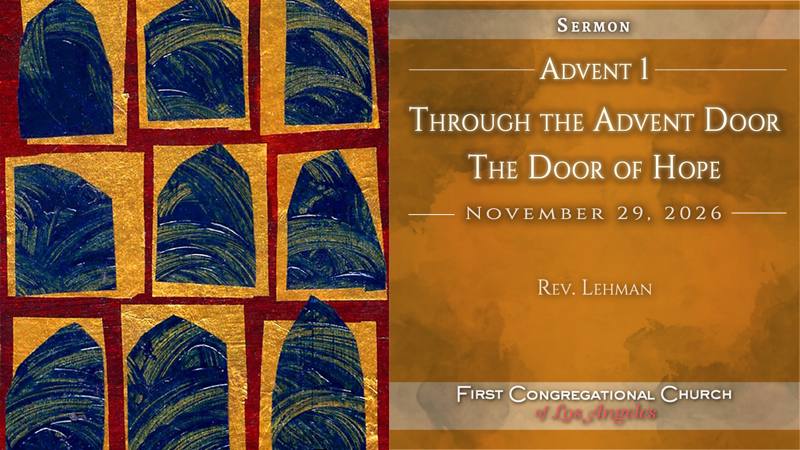 Sermon
Advent 1
Through the Advent Door
The Door of Hope
November 29, 2026
Rev. Lehman
First Congregational Church
of Los Angeles